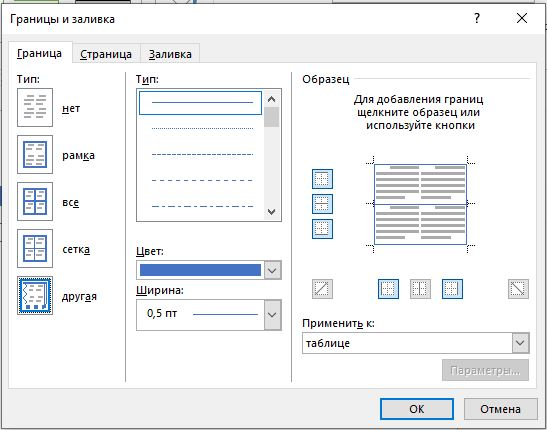 Границы и заливка
Граница
Страница
Заливка
Тип:
нет
рамка
все
сетка
другая
Тип:
Цвет:
Ширина:
0,5 пт
Образец
Для добавления границ
щелкните образец или
используйте кнопки
Применить к:
таблице
Параметры...
ОК
Отмена